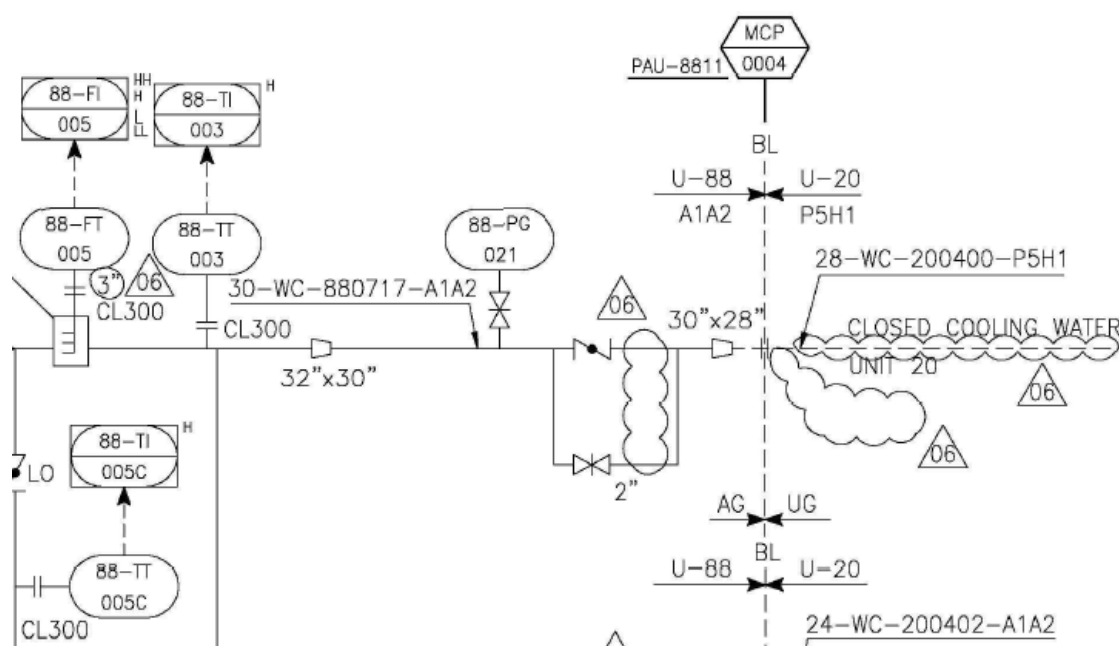 MCP
0004
PAU-8811
88-FI
005
HH
H
L
LL
88-TI
003
H
BL
U-88
U-20
A1A2
P5H1
88-FT
005
88-TT
003
88-PG
021
3"
06
CL300
30-WC-880717-A1A2
28-WC-200400-P5H1
CL300
06
30"x28"
CLOSED COOLING WATER
UNIT 20
32"x30"
06
88-TI
005C
H
06
LO
2"
AG
UG
BL
88-TT
005C
U-88
U-20
CL300
24-WC-200402-A1A2